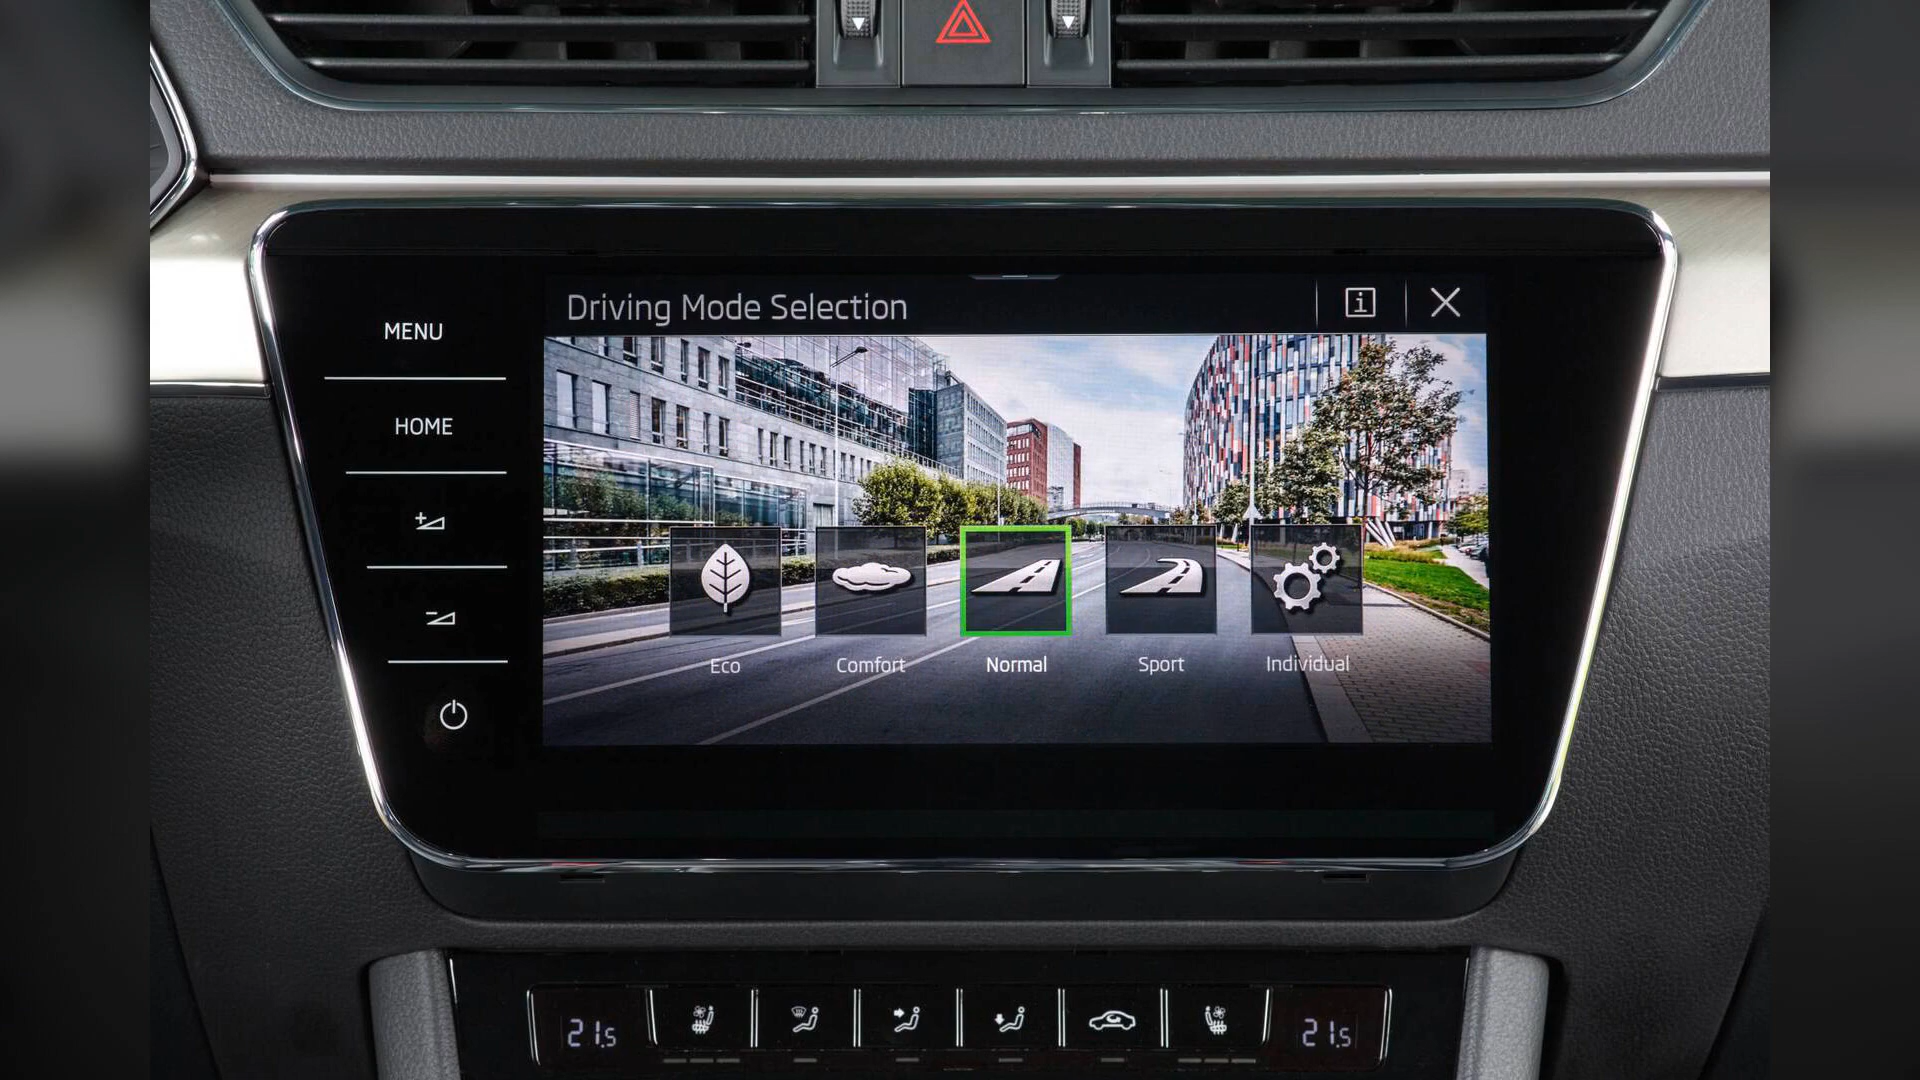 Driving Mode Selection
MENU
HOME
Eco
Comfort
Normal
Sport
Individual
21.5
21.5